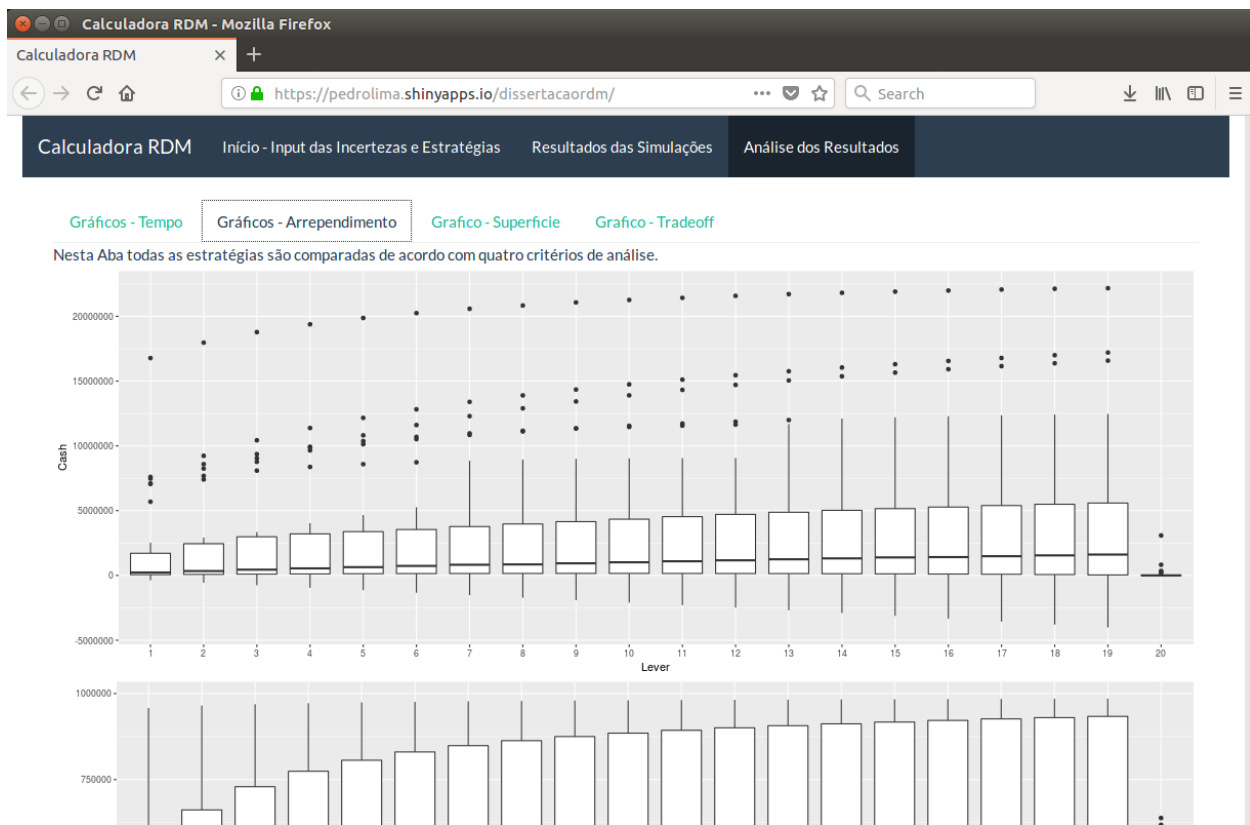 Calculadora RDM - Mozilla Firefox
Calculadora RDM
https://pedrolima.shinyapps.io/dissertacaordm/
Search
Calculadora RDM Início - Input das Incertezas e Estratégias Resultados das Simulações Análise dos Resultados
Gráficos - Tempo Gráficos - Arrependimento Grafico - Superficie Grafico - Tradeoff
Nesta Aba todas as estratégias são comparadas de acordo com quatro critérios de análise.
20000000
15000000
10000000
Cash
5000000
0
-5000000
1 2 3 4 5 6 7 8 9 10 11 12 13 14 15 16 17 18 19 20
Lever
1000000
750000